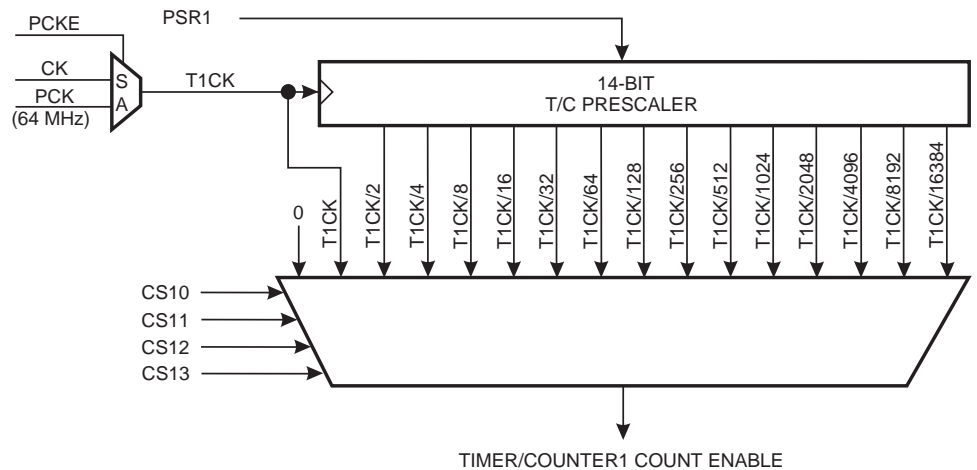 PCKE
PSR1
CK
PCK
(64 MHz)
S
A
T1CK
14-BIT
T/C PRESCALER
0
T1CK
T1CK/2
T1CK/4
T1CK/8
T1CK/16
T1CK/32
T1CK/64
T1CK/128
T1CK/256
T1CK/512
T1CK/1024
T1CK/2048
T1CK/4096
T1CK/8192
T1CK/16384
CS10
CS11
CS12
CS13
TIMER/COUNTER1 COUNT ENABLE